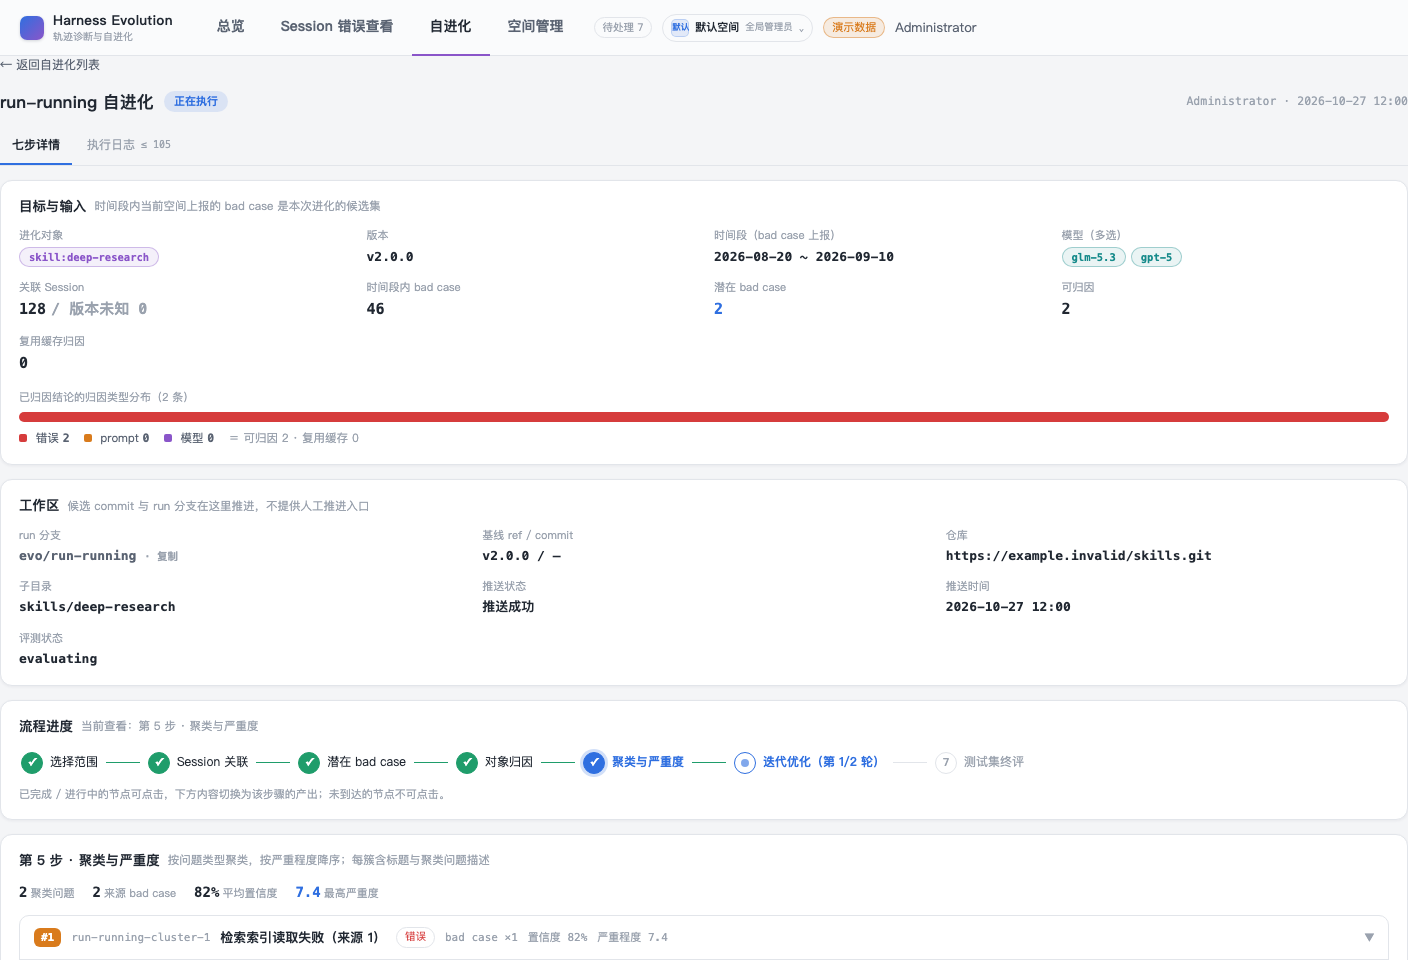 Harness Evolution
轨迹诊断与自进化
总览
Session 错误查看
自进化
空间管理
待处理 7
默认 默认空间 全局管理员
演示数据
Administrator
← 返回自进化列表
run-running 自进化 正在执行
Administrator · 2026-10-27 12:00
七步详情 执行日志 ≤ 105
目标与输入 时间段内当前空间上报的 bad case 是本次进化的候选集
进化对象 版本 时间段（bad case 上报） 模型（多选）
skill:deep-research v2.0.0 2026-08-20 ~ 2026-09-10 glm-5.3 gpt-5
关联 Session 时间段内 bad case 潜在 bad case 可归因
128 / 版本未知 0 46 2 2
复用缓存归因
0
已归因结论的归因类型分布（2 条）
错误 2 prompt 0 模型 0 = 可归因 2 · 复用缓存 0
工作区 候选 commit 与 run 分支在这里推进，不提供人工推进入口
run 分支 基线 ref / commit 仓库
evo/run-running · 复制 v2.0.0 / — https://example.invalid/skills.git
子目录 推送状态 推送时间
skills/deep-research 推送成功 2026-10-27 12:00
评测状态
evaluating
流程进度 当前查看：第 5 步 · 聚类与严重度
✓ 选择范围 ✓ Session 关联 ✓ 潜在 bad case ✓ 对象归因 ✓ 聚类与严重度 迭代优化（第 1/2 轮） 7 测试集终评
已完成 / 进行中的节点可点击，下方内容切换为该步骤的产出；未到达的节点不可点击。
第 5 步 · 聚类与严重度 按问题类型聚类，按严重程度降序；每簇含标题与聚类问题描述
2 聚类问题 2 来源 bad case 82% 平均置信度 7.4 最高严重度
#1 run-running-cluster-1 检索索引读取失败（来源 1） 错误 bad case ×1 置信度 82% 严重程度 7.4 ▼